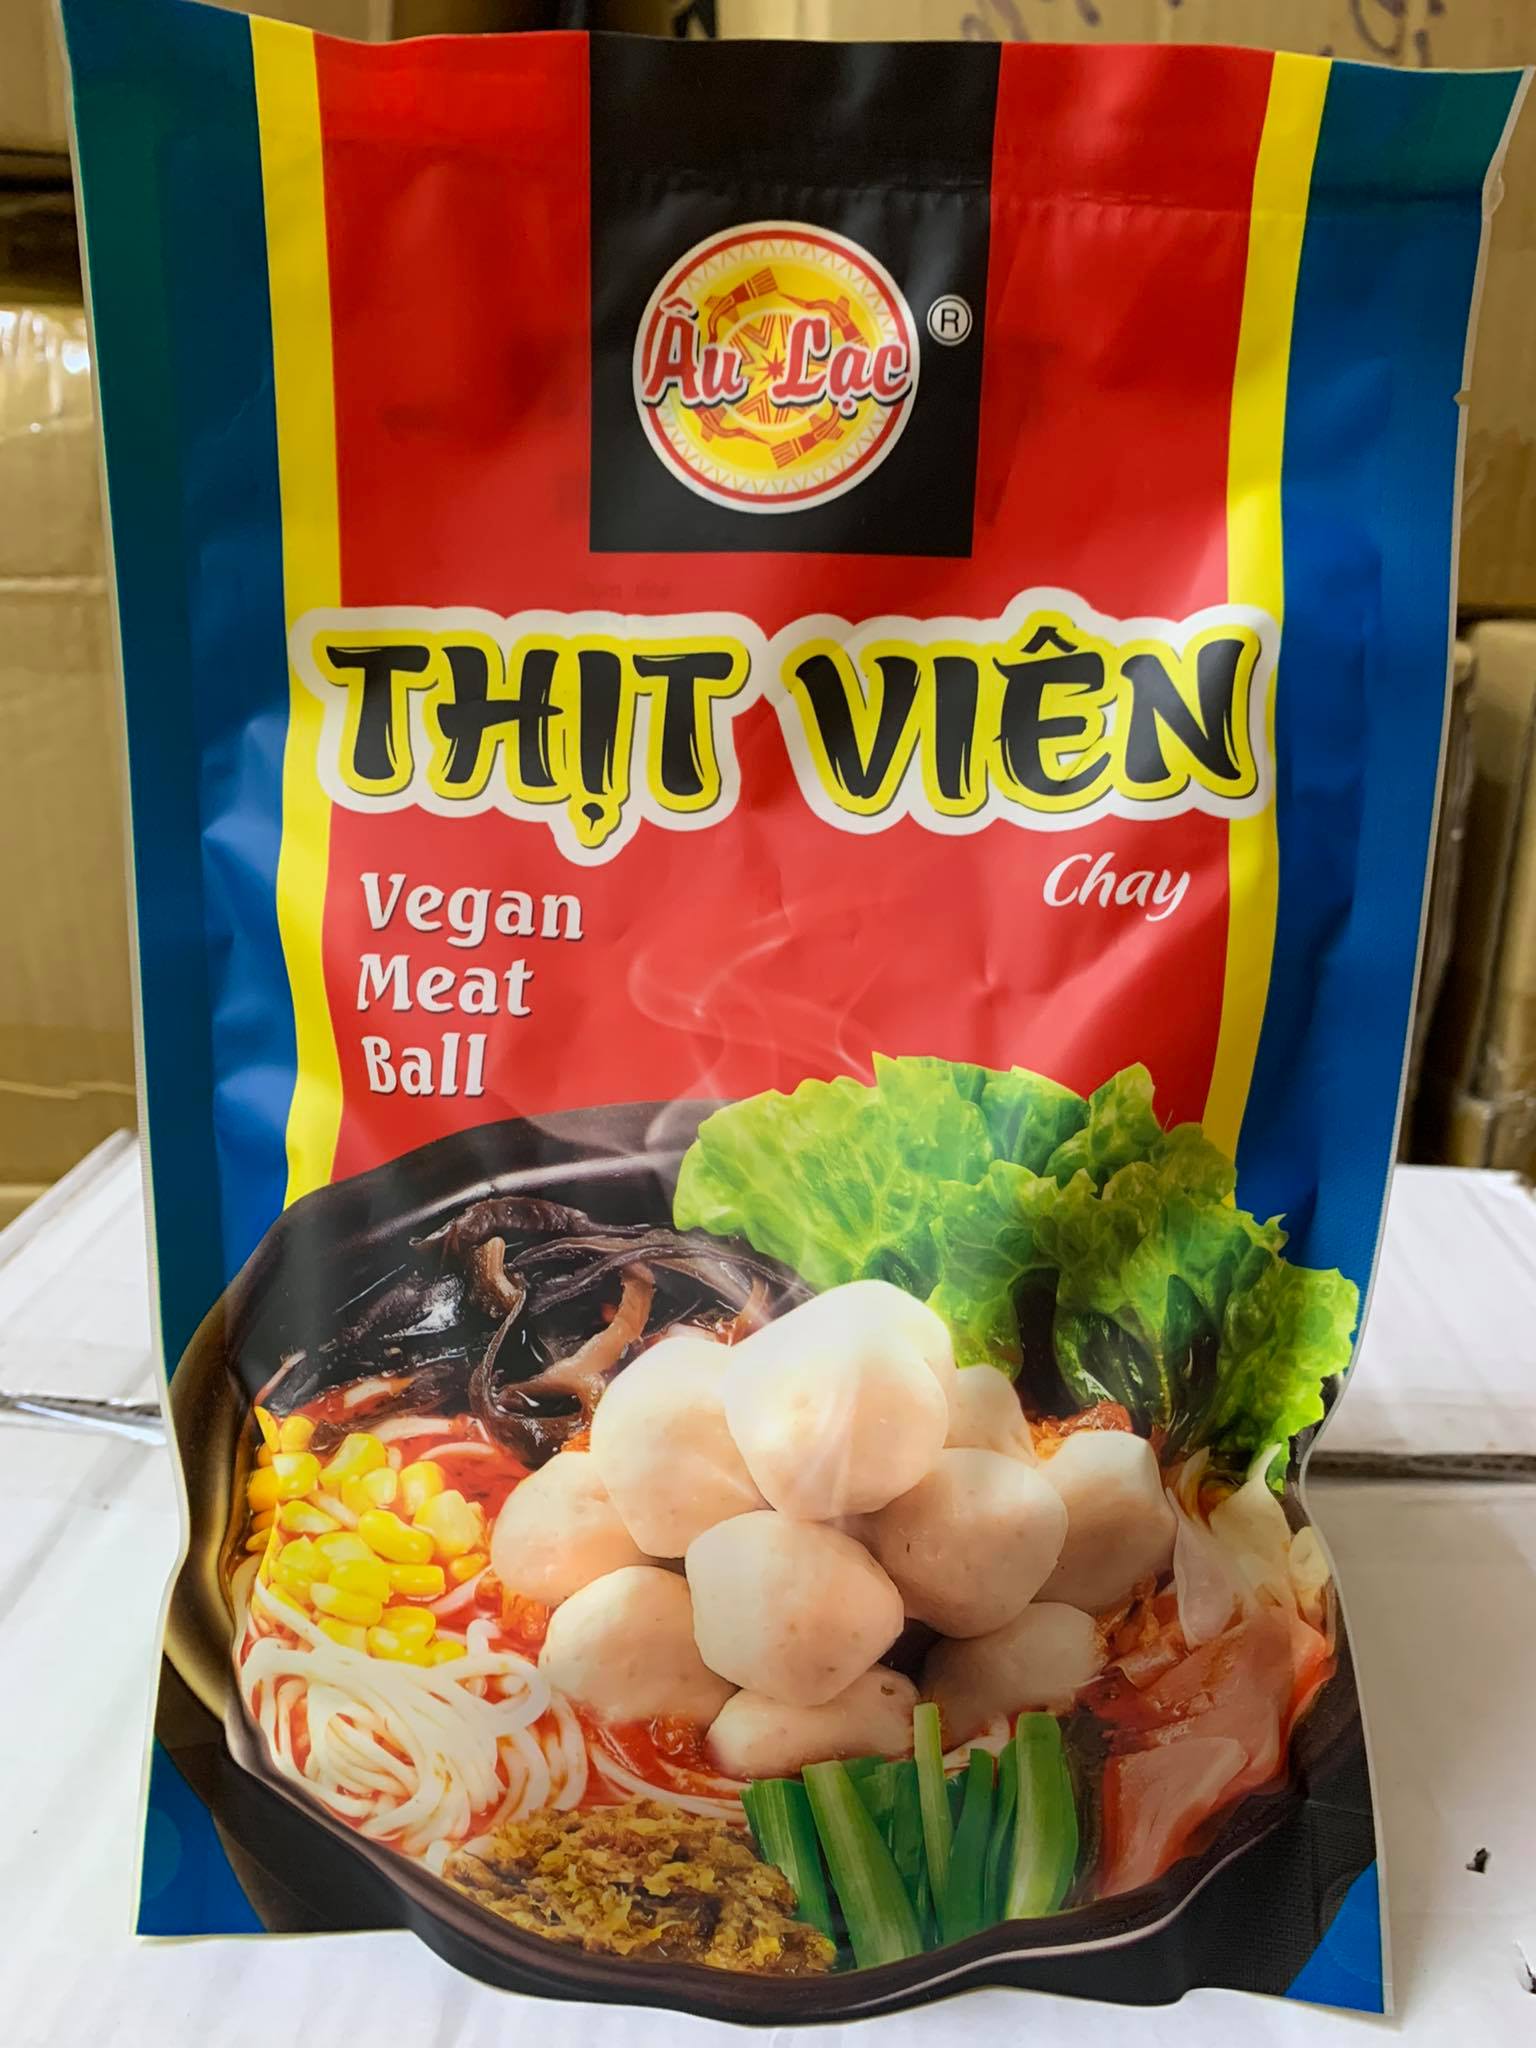 Âu Lạc
®
THỊT VIÊN
Chay
Vegan
Meat
Ball